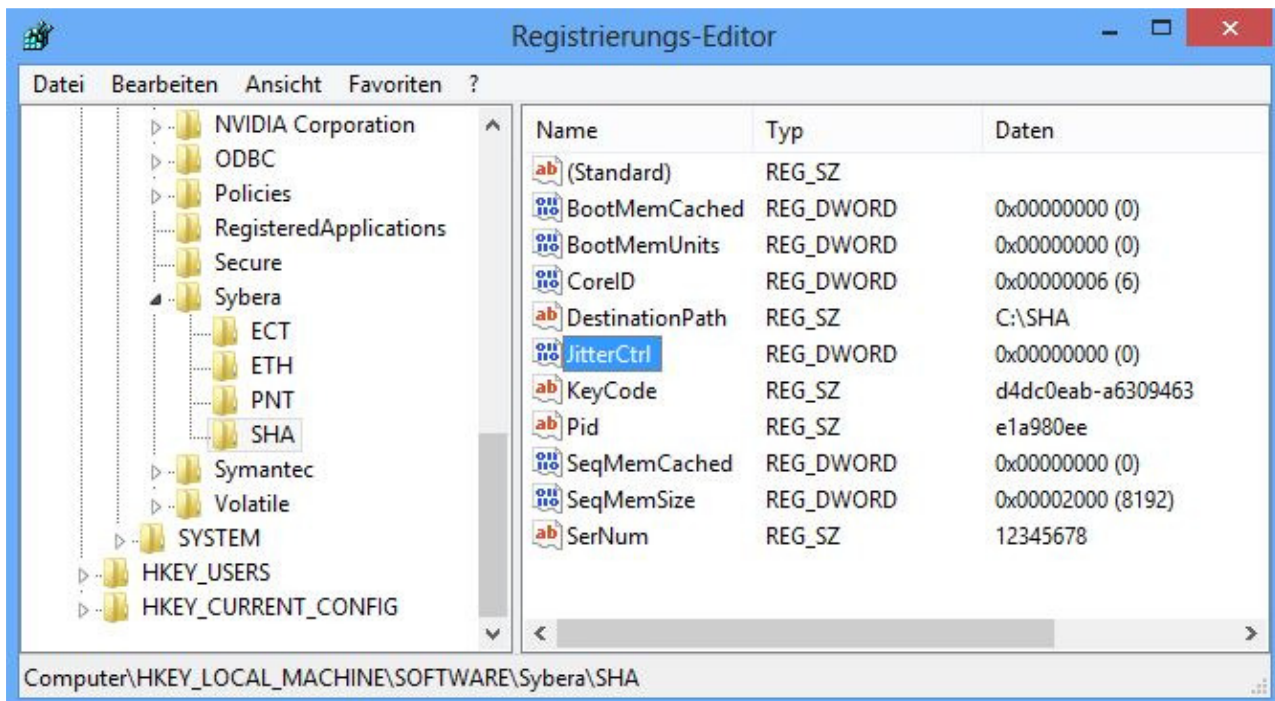 Registrierungs-Editor
Datei Bearbeiten Ansicht Favoriten ?
NVIDIA Corporation
ODBC
Policies
RegisteredApplications
Secure
Sybera
ECT
ETH
PNT
SHA
Symantec
Volatile
SYSTEM
HKEY_USERS
HKEY_CURRENT_CONFIG
Name Typ Daten
(Standard) REG_SZ
BootMemCached REG_DWORD 0x00000000 (0)
BootMemUnits REG_DWORD 0x00000000 (0)
CoreID REG_DWORD 0x00000006 (6)
DestinationPath REG_SZ C:\SHA
JitterCtrl REG_DWORD 0x00000000 (0)
KeyCode REG_SZ d4dc0eab-a6309463
Pid REG_SZ e1a980ee
SeqMemCached REG_DWORD 0x00000000 (0)
SeqMemSize REG_DWORD 0x00002000 (8192)
SerNum REG_SZ 12345678
Computer\HKEY_LOCAL_MACHINE\SOFTWARE\Sybera\SHA